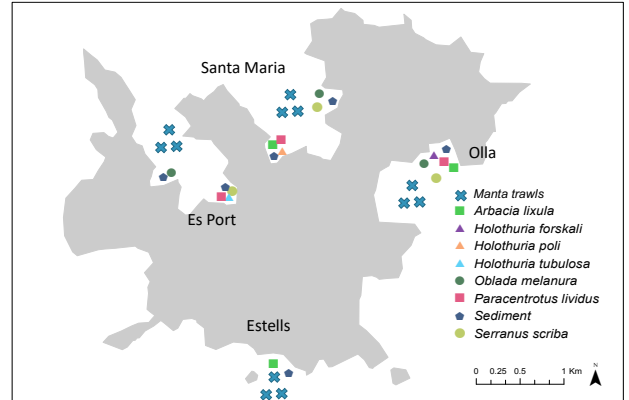 Santa Maria
Olla
Es Port
Estells
Manta trawls
Arbacia lixula
Holothuria forskali
Holothuria poli
Holothuria tubulosa
Oblada melanura
Paracentrotus lividus
Sediment
Serranus scriba
0 0.25 0.5 1 Km
N